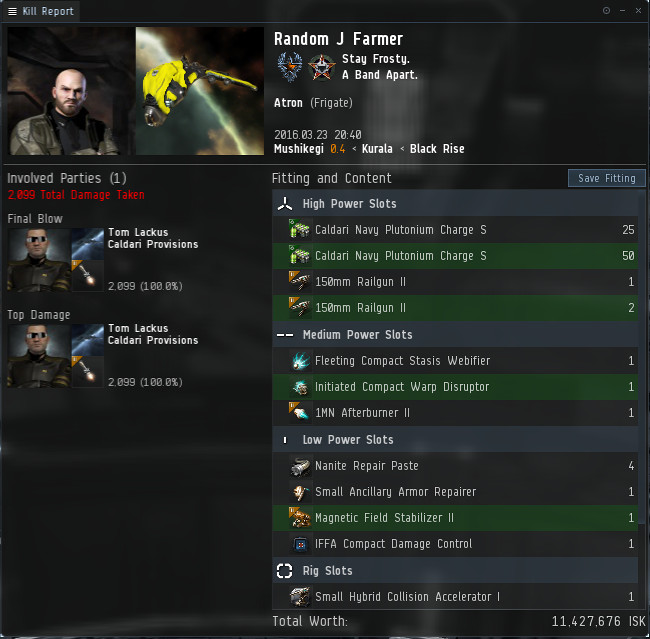 Kill Report
Random J Farmer
Stay Frosty.
A Band Apart.
Atron (Frigate)
2016.03.23 20:40
Mushikegi 0.4 < Kurala < Black Rise
Involved Parties (1)
2,099 Total Damage Taken
Final Blow
Tom Lackus
Caldari Provisions
2,099 (100.0%)
Top Damage
Tom Lackus
Caldari Provisions
2,099 (100.0%)
Fitting and Content
Save Fitting
High Power Slots
Caldari Navy Plutonium Charge S 25
Caldari Navy Plutonium Charge S 50
150mm Railgun II 1
150mm Railgun II 2
Medium Power Slots
Fleeting Compact Stasis Webifier 1
Initiated Compact Warp Disruptor 1
1MN Afterburner II 1
Low Power Slots
Nanite Repair Paste 4
Small Ancillary Armor Repairer 1
Magnetic Field Stabilizer II 1
IFFA Compact Damage Control 1
Rig Slots
Small Hybrid Collision Accelerator I 1
Total Worth: 11,427,676 ISK